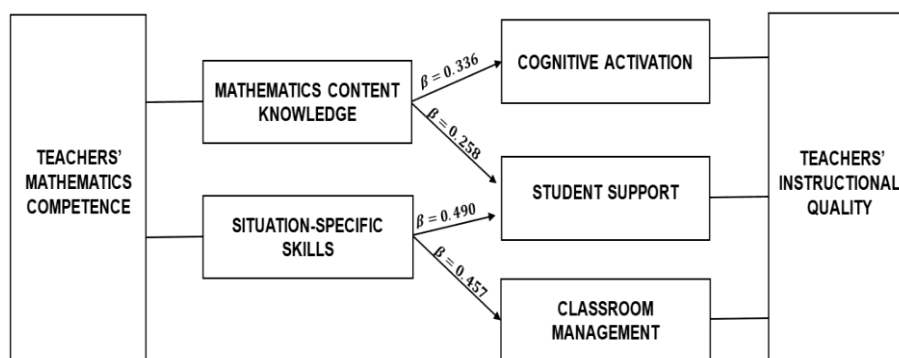 TEACHERS'
MATHEMATICS
COMPETENCE
MATHEMATICS CONTENT
KNOWLEDGE
SITUATION-SPECIFIC
SKILLS
β = 0.336
β = 0.258
β = 0.490
β = 0.457
COGNITIVE ACTIVATION
STUDENT SUPPORT
CLASSROOM
MANAGEMENT
TEACHERS'
INSTRUCTIONAL
QUALITY